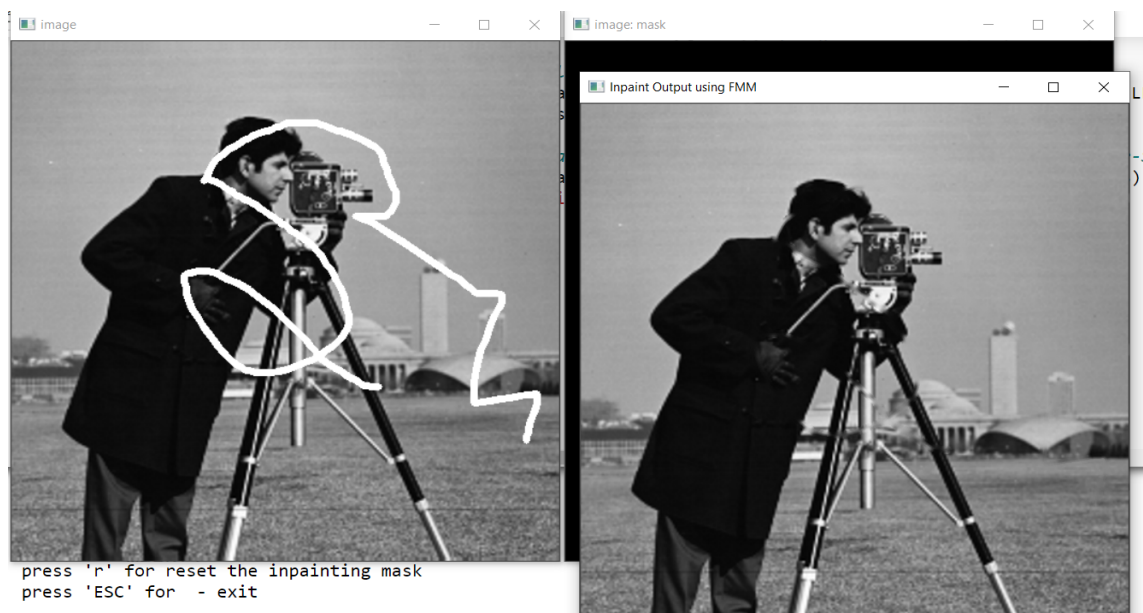 image
image: mask
Inpaint Output using FMM
press 'r' for reset the inpainting mask
press 'ESC' for  - exit